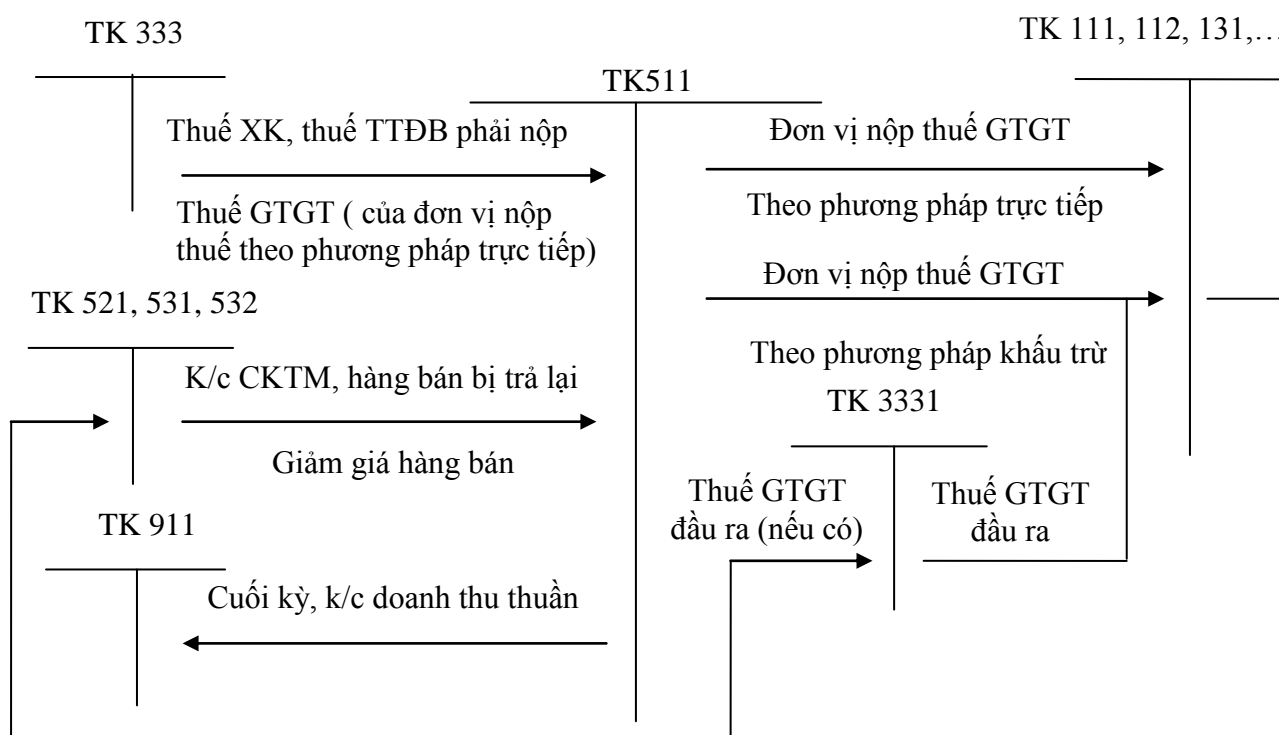 TK 333
TK 111, 112, 131,…
TK511
Thuế XK, thuế TTĐB phải nộp
Đơn vị nộp thuế GTGT
Thuế GTGT ( của đơn vị nộp
thuế theo phương pháp trực tiếp)
Theo phương pháp trực tiếp
Đơn vị nộp thuế GTGT
TK 521, 531, 532
Theo phương pháp khấu trừ
K/c CKTM, hàng bán bị trả lại
TK 3331
Giảm giá hàng bán
Thuế GTGT
đầu ra (nếu có)
Thuế GTGT
đầu ra
TK 911
Cuối kỳ, k/c doanh thu thuần